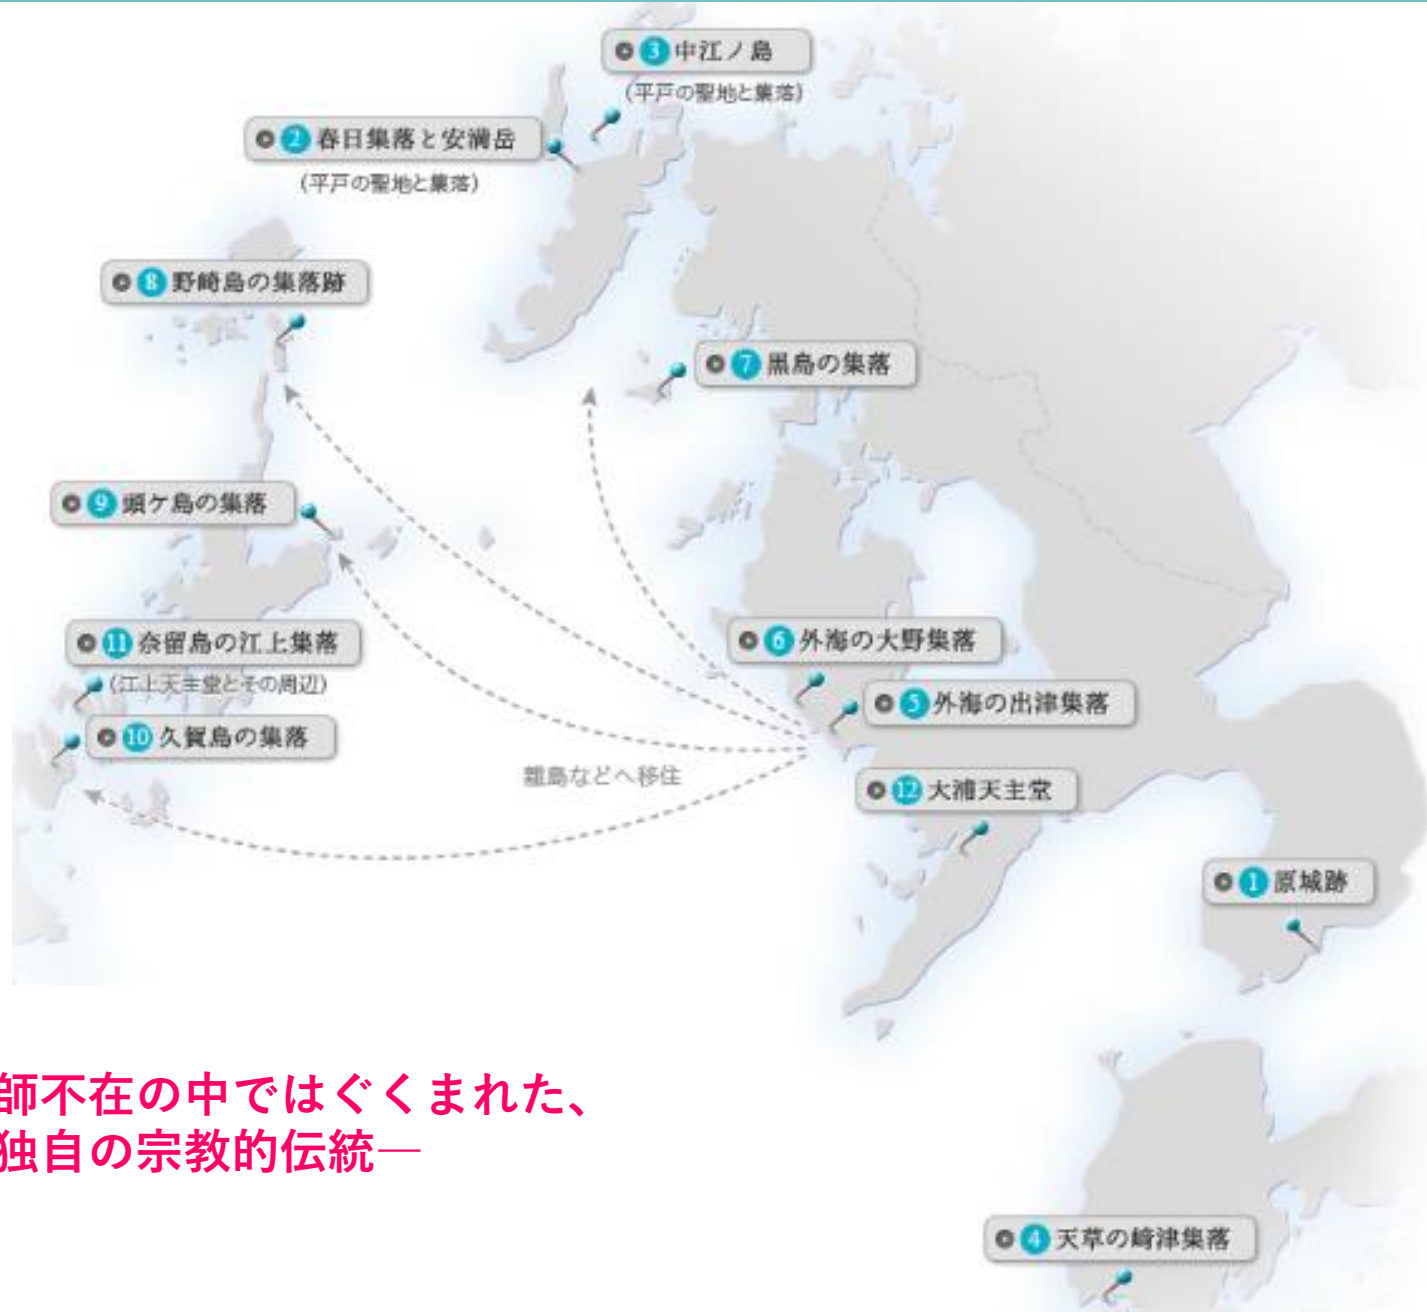 3 中江ノ島
(平戸の聖地と集落)
2 春日集落と安満岳
(平戸の聖地と集落)
8 野崎島の集落跡
7 黒島の集落
9 頭ケ島の集落
11 奈留島の江上集落
(江上天主堂とその周辺)
10 久賀島の集落
6 外海の大野集落
5 外海の出津集落
離島などへ移住
12 大浦天主堂
1 原城跡
師不在の中ではぐくまれた、
独自の宗教的伝統―
4 天草の﨑津集落